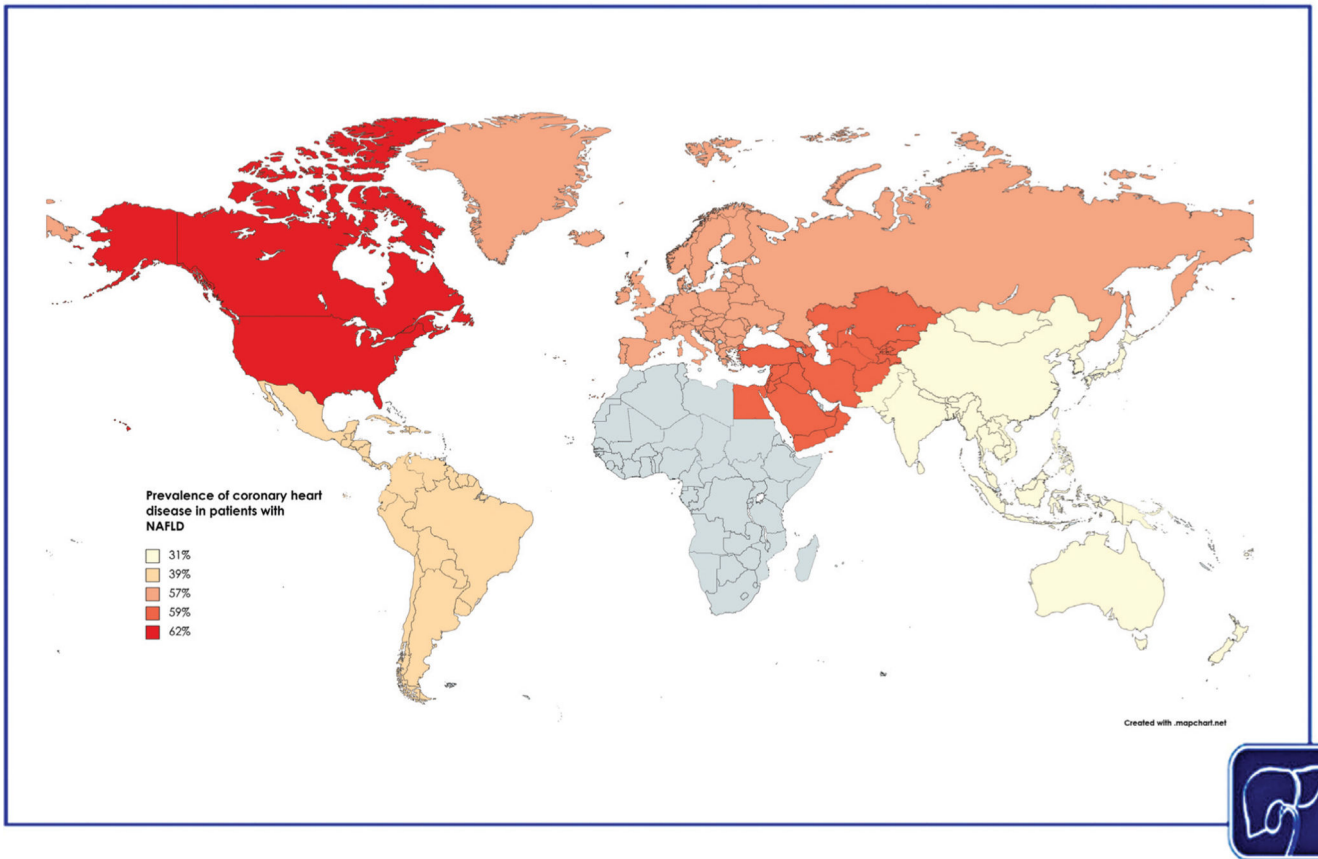 Prevalence of coronary heart
disease in patients with
NAFLD
31%
39%
57%
59%
62%
Created with .mapchart.net